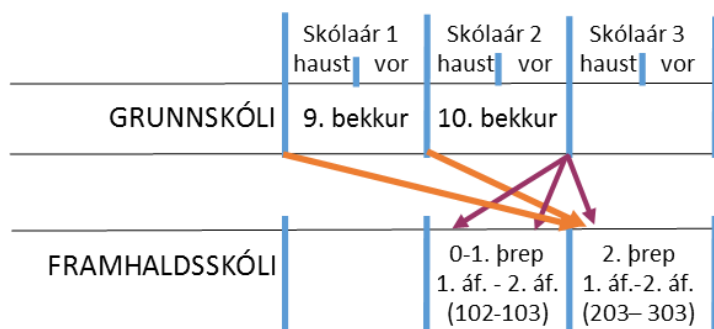 Skólaár 1 Skólaár 2 Skólaár 3
haust vor haust vor haust vor
GRUNNSKÓLI 9. bekkur 10. bekkur
FRAMHALDSSKÓLI
0-1. þrep
1. áf. - 2. áf.
(102-103)
2. þrep
1. áf.-2. áf.
(203– 303)